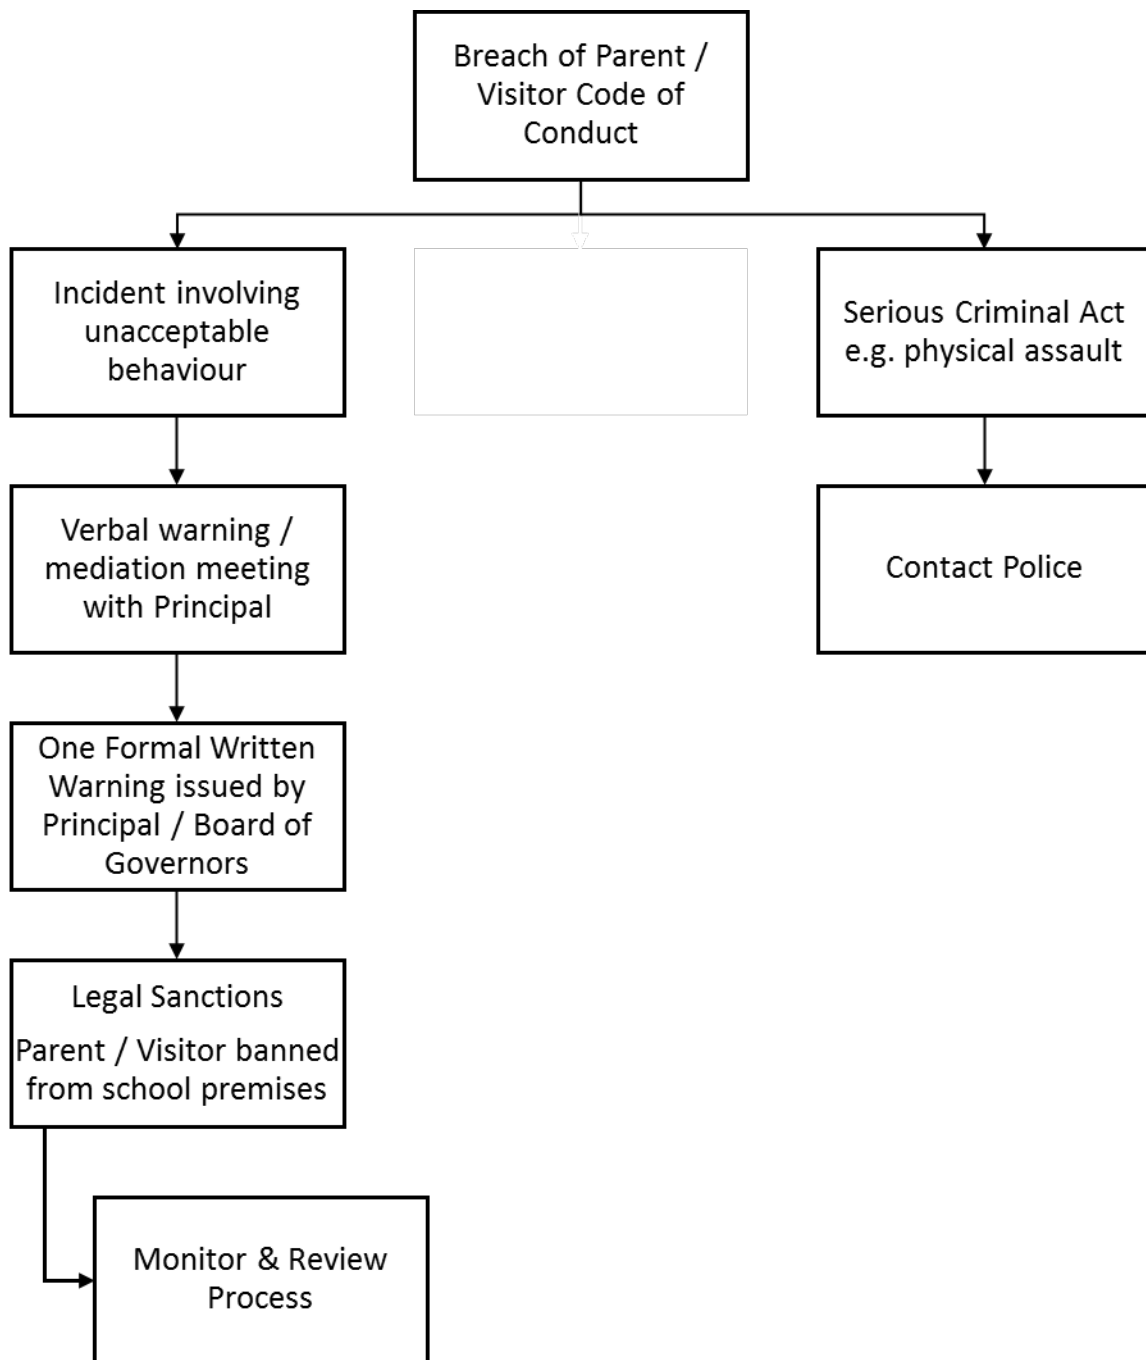 Breach of Parent /
Visitor Code of
Conduct
Incident involving
unacceptable
behaviour
Serious Criminal Act
e.g. physical assault
Verbal warning /
mediation meeting
with Principal
Contact Police
One Formal Written
Warning issued by
Principal / Board of
Governors
Legal Sanctions
Parent / Visitor banned
from school premises
Monitor & Review
Process